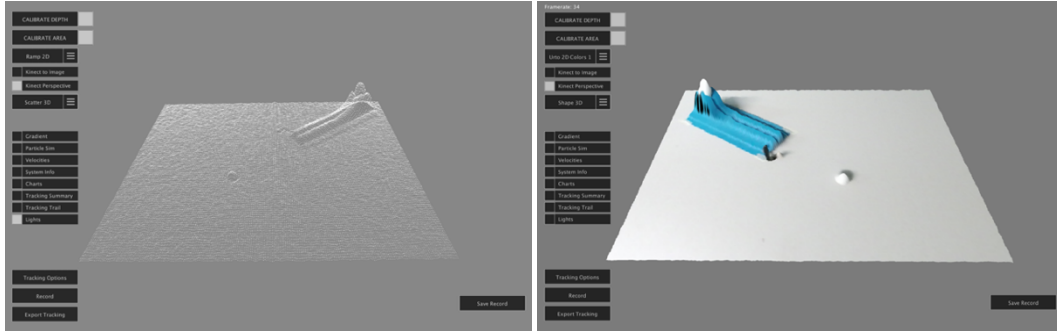 CALIBRATE DEPTH
CALIBRATE AREA
Ramp 2D
Kinect to Image
Kinect Perspective
Scatter 3D
Gradient
Particle Sim
Velocities
System Info
Charts
Tracking Summary
Tracking Trail
Lights
Tracking Options
Record
Export Tracking
Save Record
Framerate: 34
CALIBRATE DEPTH
CALIBRATE AREA
Uno 2D Colors 1
Kinect to Image
Kinect Perspective
Shape 3D
Gradient
Particle Sim
Velocities
System Info
Charts
Tracking Summary
Tracking Trail
Lights
Tracking Options
Record
Export Tracking
Save Record